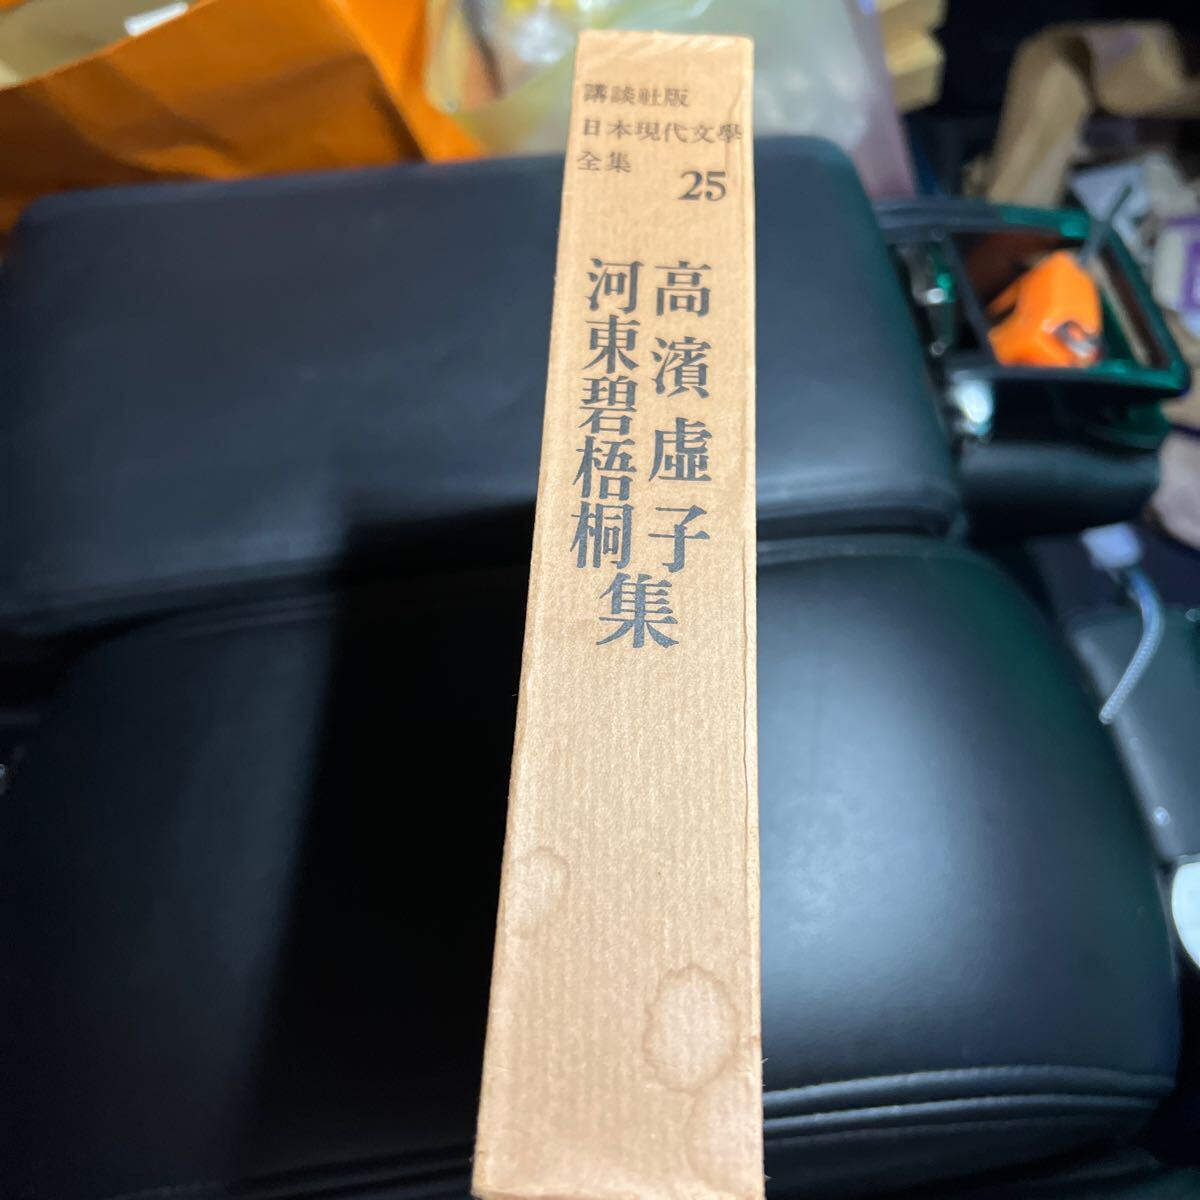 講談社版
日本現代文學
全集 25
高濱虛子
河東碧梧桐
集